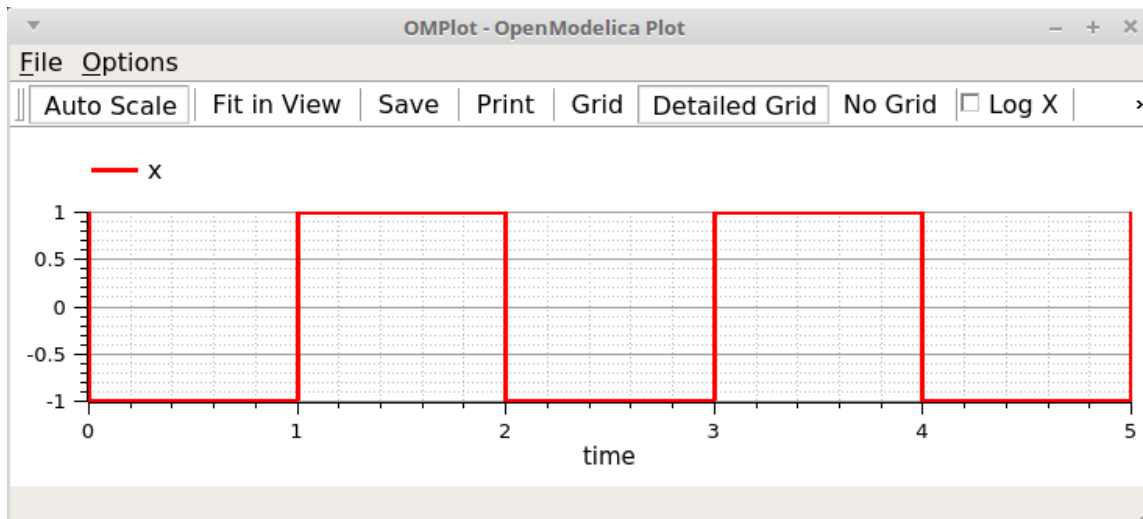 OMPlot - OpenModelica Plot
File Options
Auto Scale Fit in View Save Print Grid Detailed Grid No Grid Log X
x
1
0.5
0
-0.5
-1
0 1 2 3 4 5
time